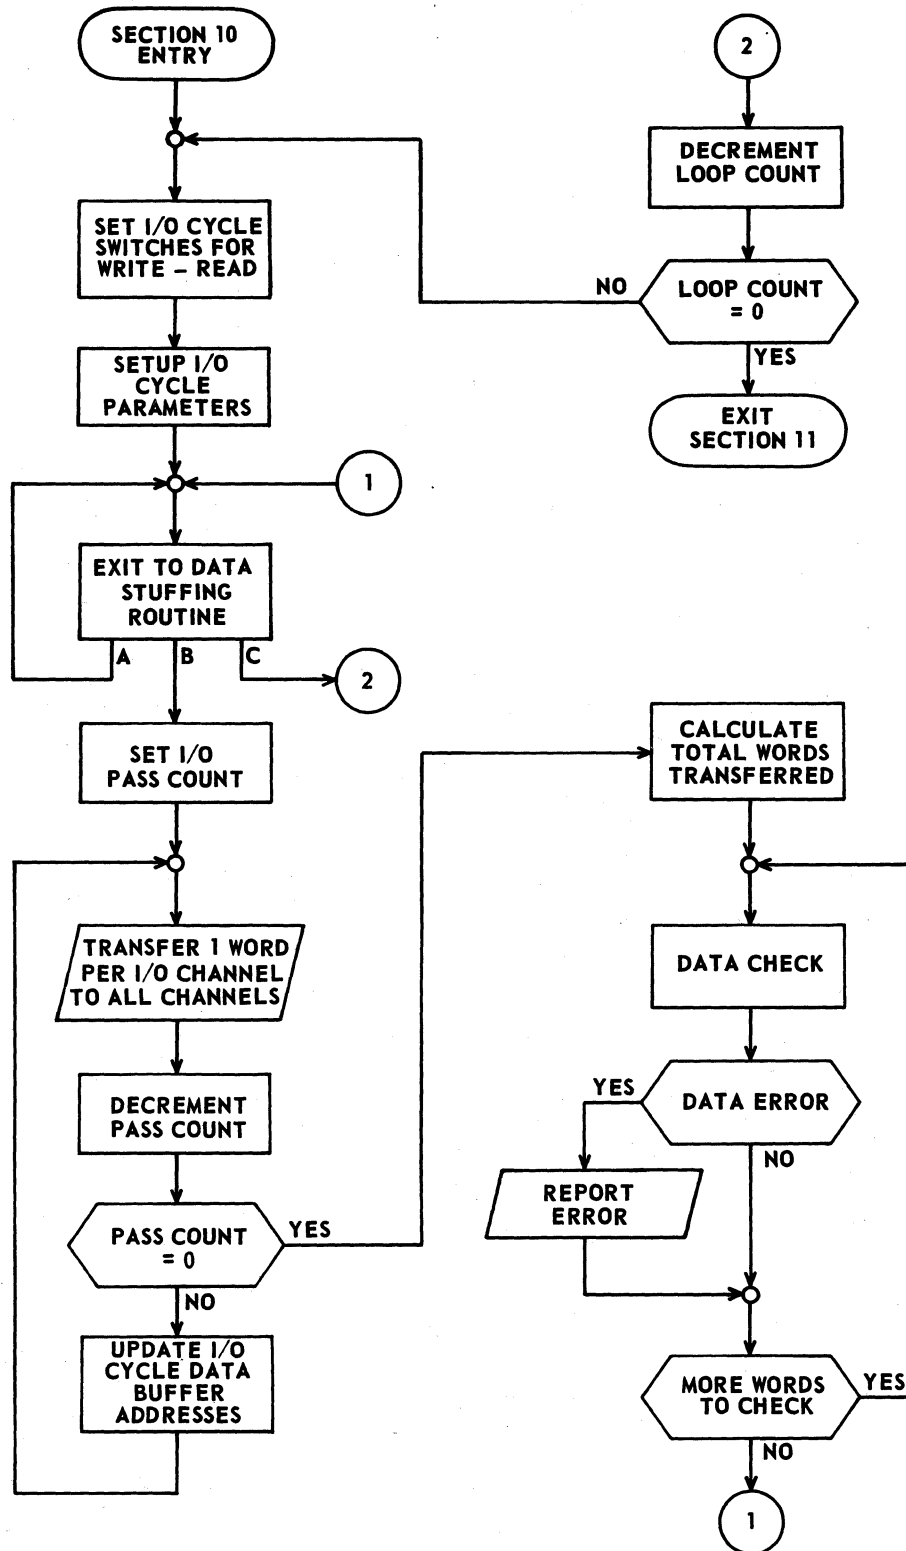 SECTION 10
ENTRY
SET I/O CYCLE
SWITCHES FOR
WRITE – READ
SETUP I/O
CYCLE
PARAMETERS
1
EXIT TO DATA
STUFFING
ROUTINE
A
B
C
2
SET I/O
PASS COUNT
TRANSFER 1 WORD
PER I/O CHANNEL
TO ALL CHANNELS
DECREMENT
PASS COUNT
PASS COUNT
= 0
YES
NO
UPDATE I/O
CYCLE DATA
BUFFER
ADDRESSES
2
DECREMENT
LOOP COUNT
NO
LOOP COUNT
= 0
YES
EXIT
SECTION 11
CALCULATE
TOTAL WORDS
TRANSFERRED
DATA CHECK
YES
DATA ERROR
NO
REPORT
ERROR
MORE WORDS
TO CHECK
YES
NO
1